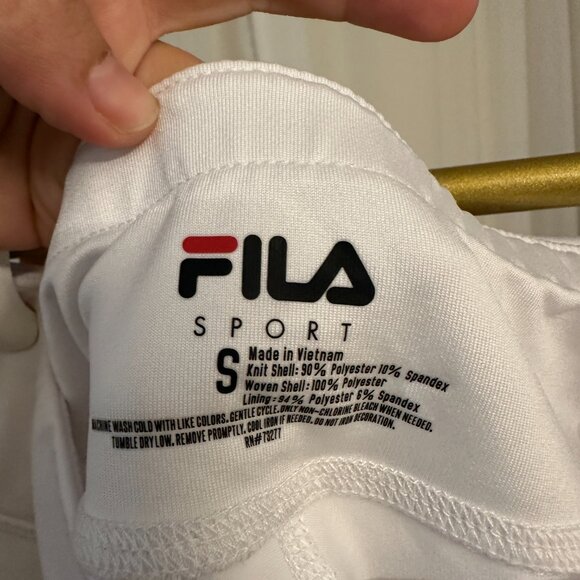 FILA
SPORT
S
Made in Vietnam
Knit Shell: 90% Polyester 10% Spandex
Woven Shell: 100% Polyester
Lining: 94% Polyester 6% Spandex
MACHINE WASH COLD WITH LIKE COLORS. GENTLE CYCLE. ONLY NON-CHLORINE BLEACH WHEN NEEDED.
TUMBLE DRY LOW. REMOVE PROMPTLY. COOL IRON IF NEEDED. DO NOT IRON DECORATION.
RN#73277